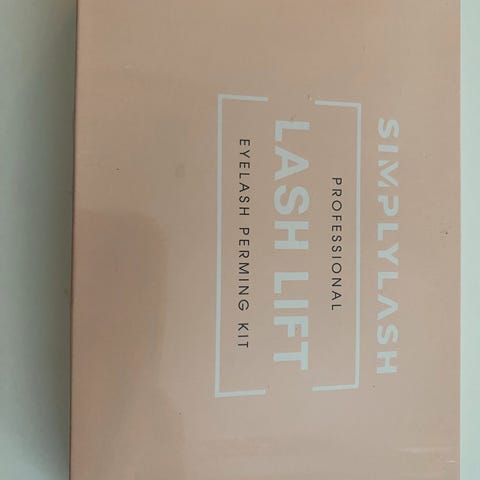 SIMPLYLASH
PROFESSIONAL
LASH LIFT
EYELASH PERMING KIT